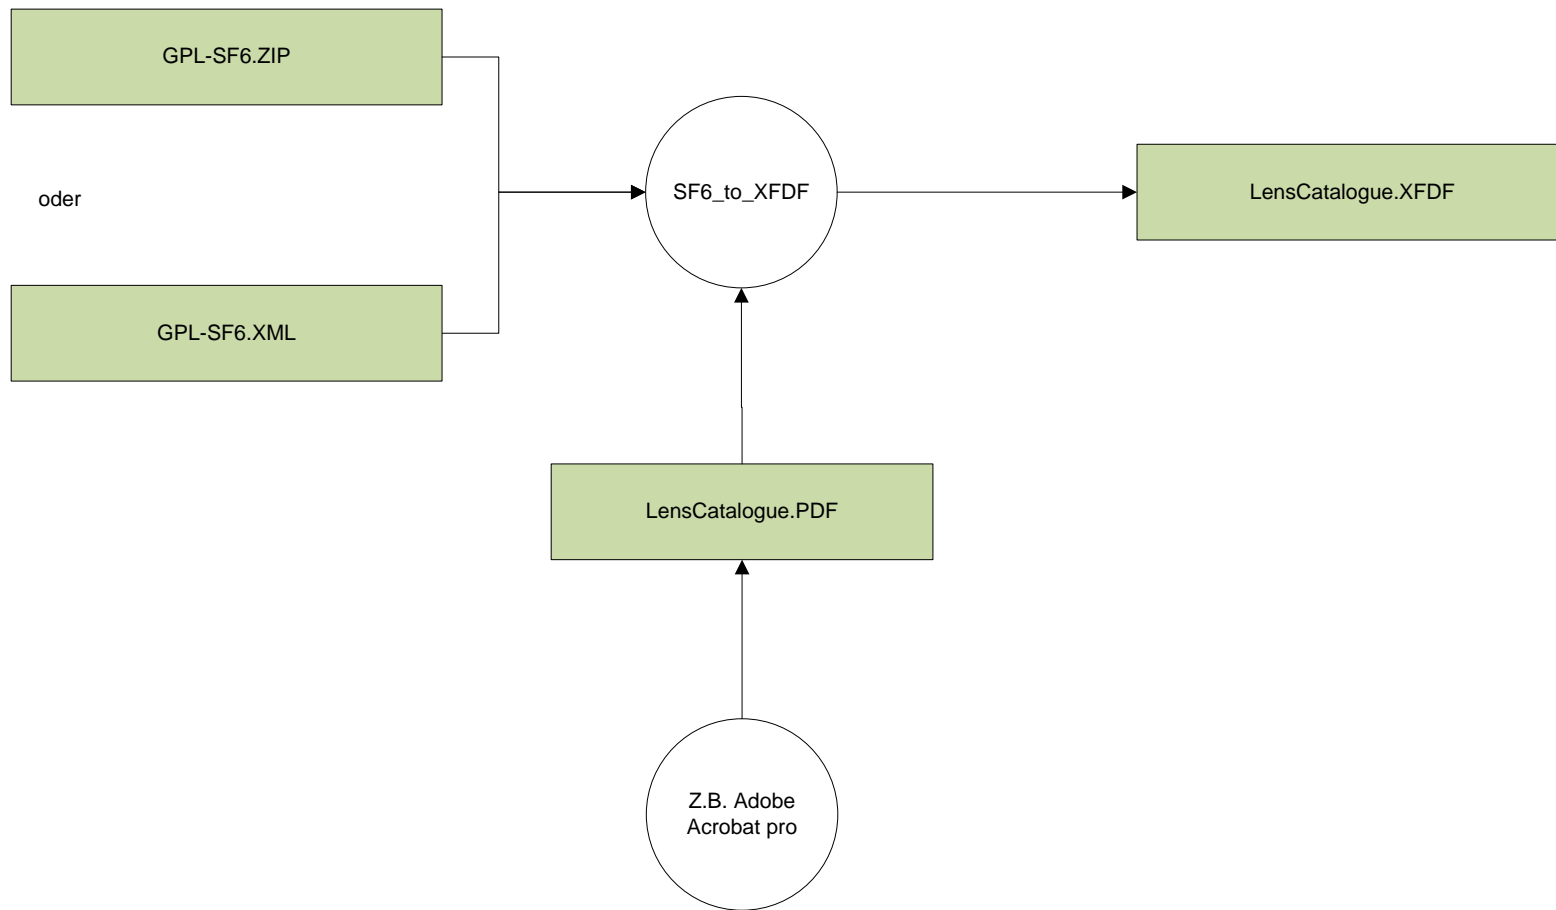 GPL-SF6.ZIP
oder
GPL-SF6.XML
SF6_to_XFDF
LensCatalogue.XFDF
LensCatalogue.PDF
Z.B. Adobe
Acrobat pro